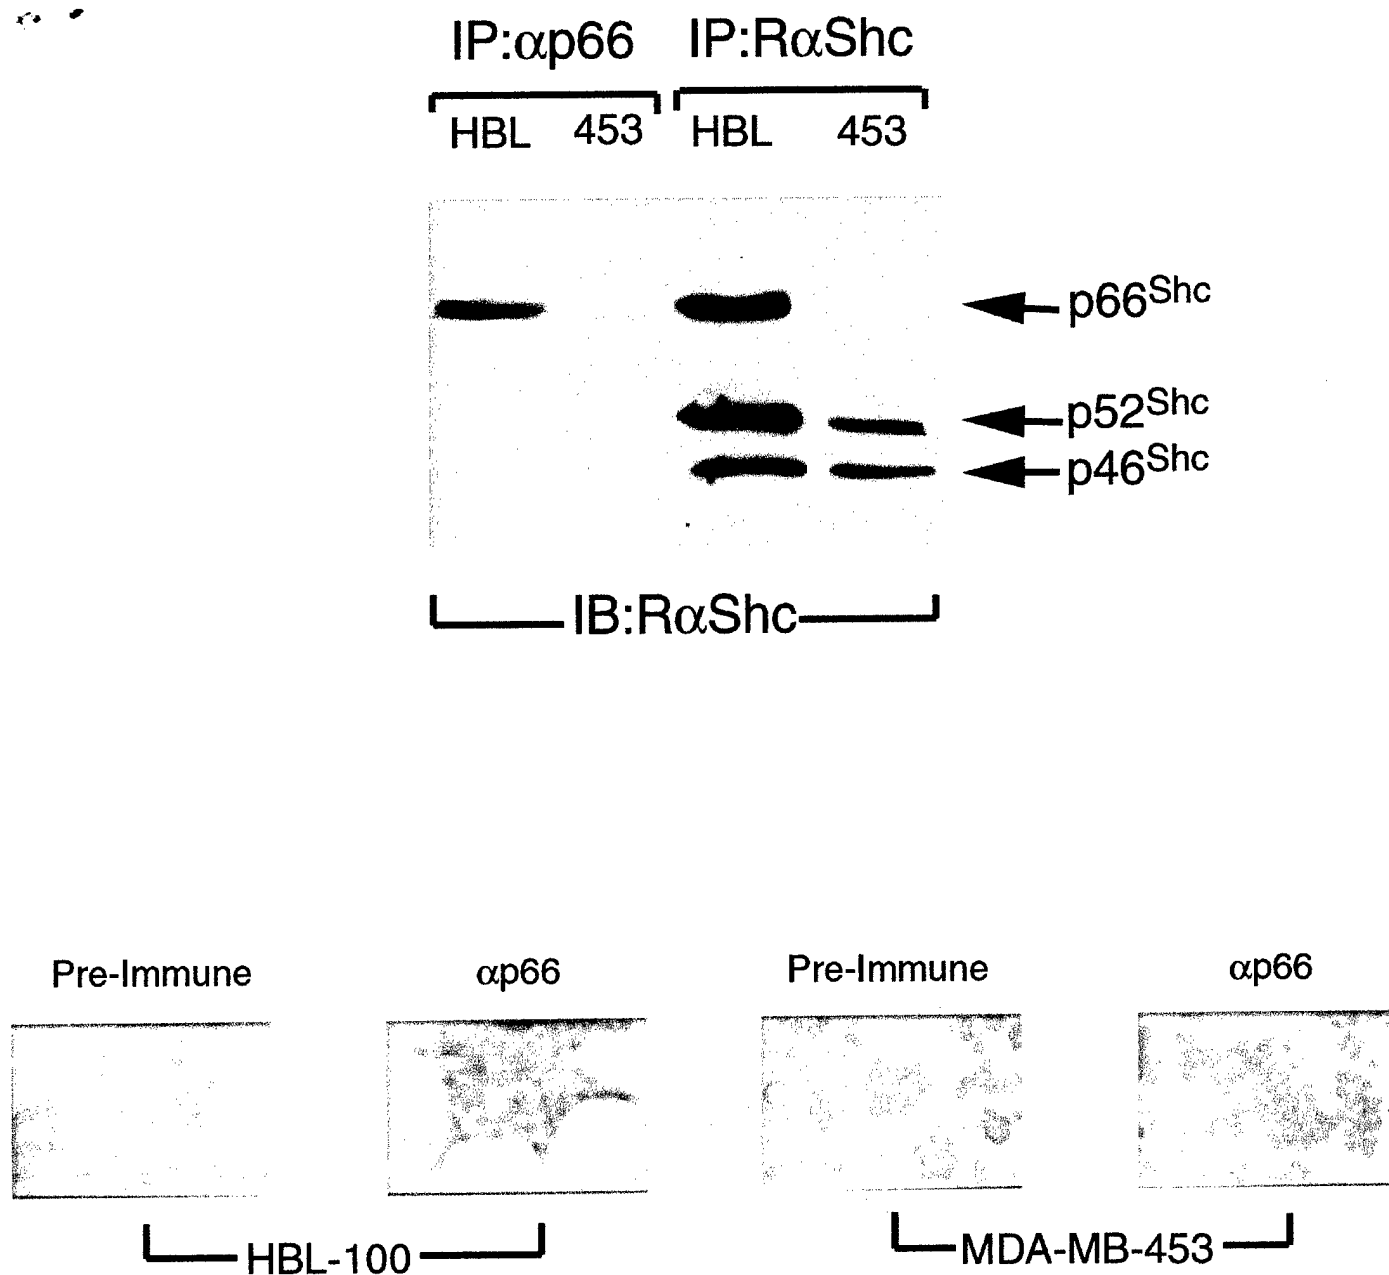 IP:αp66 IP:RαShc
HBL 453 HBL 453
p66Shc
p52Shc
p46Shc
IB:RαShc
Pre-Immune αp66 Pre-Immune αp66
HBL-100 MDA-MB-453